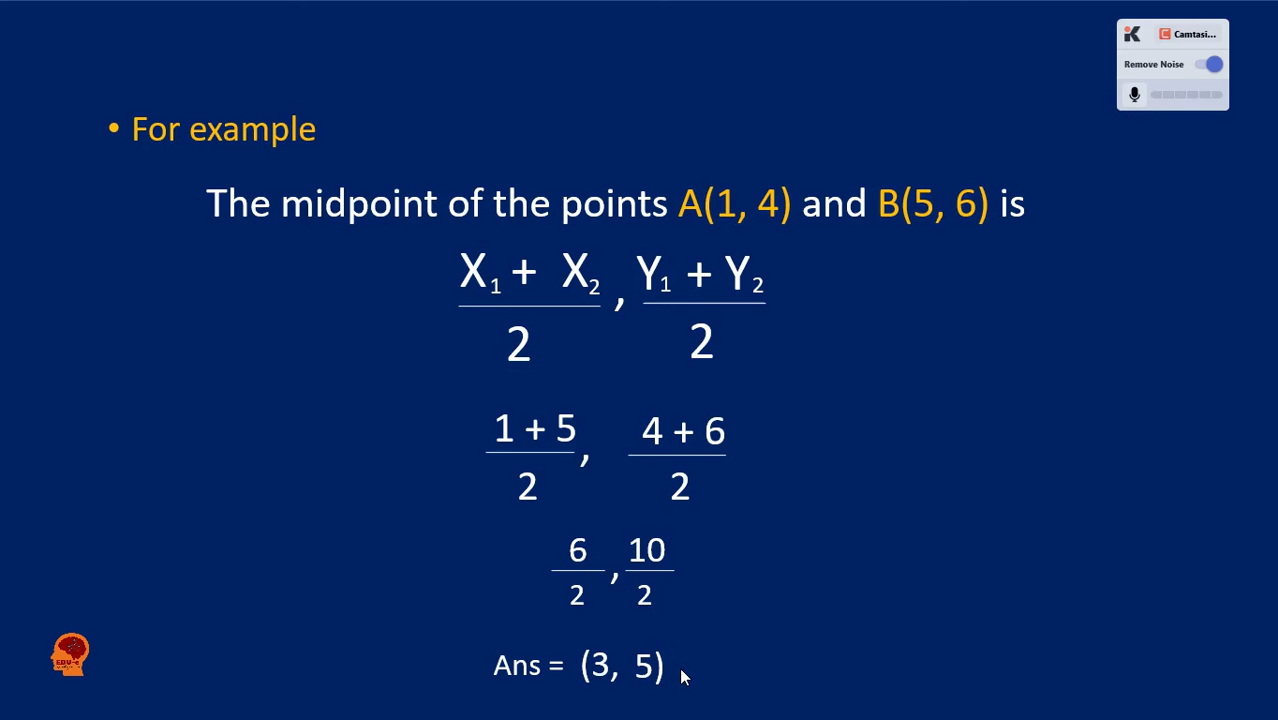 Camtasi...
Remove Noise
• For example
The midpoint of the points A(1, 4) and B(5, 6) is
X₁ + X₂ , Y₁ + Y₂
2 2
1 + 5 , 4 + 6
2 2
6 , 10
2 2
EDU-C
Ans = (3, 5)